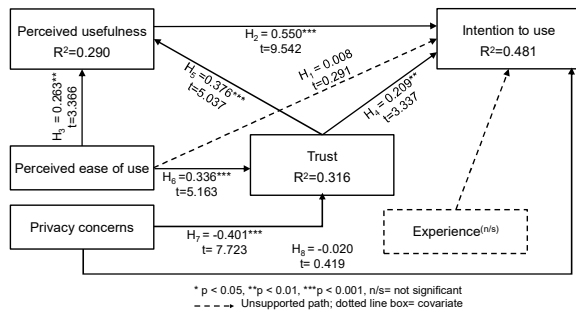 Perceived usefulness
R²=0.290
H₂ = 0.550***
t=9.542
Intention to use
R²=0.481
H₁ = 0.008
t=0.291
H₅ = 0.376***
t=5.037
H₄ = 0.209**
t=3.337
H₃ = 0.263**
t=3.366
Perceived ease of use
H₆ = 0.336***
t=5.163
Trust
R²=0.316
Privacy concerns
H₇ = -0.401***
t= 7.723
H₈ = -0.020
t= 0.419
Experience⁽ⁿ/ˢ⁾
* p < 0.05, **p < 0.01, ***p < 0.001, n/s= not significant
Unsupported path; dotted line box= covariate